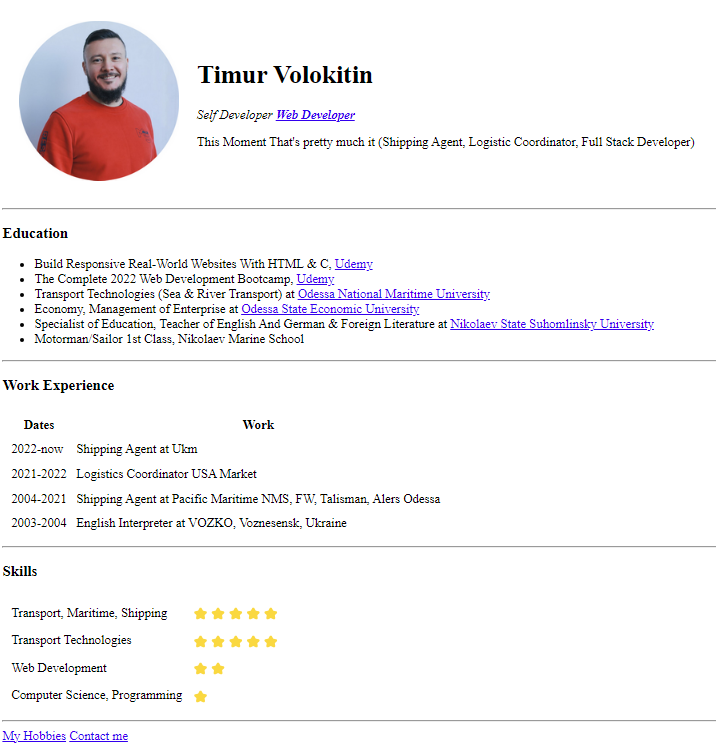 Timur Volokitin
Self Developer Web Developer
This Moment That's pretty much it (Shipping Agent, Logistic Coordinator, Full Stack Developer)
Education
Build Responsive Real-World Websites With HTML & C, Udemy
The Complete 2022 Web Development Bootcamp, Udemy
Transport Technologies (Sea & River Transport) at Odessa National Maritime University
Economy, Management of Enterprise at Odessa State Economic University
Specialist of Education, Teacher of English And German & Foreign Literature at Nikolaev State Suhomlinsky University
Motorman/Sailor 1st Class, Nikolaev Marine School
Work Experience
Dates Work
2022-now Shipping Agent at Ukm
2021-2022 Logistics Coordinator USA Market
2004-2021 Shipping Agent at Pacific Maritime NMS, FW, Talisman, Alers Odessa
2003-2004 English Interpreter at VOZKO, Voznesensk, Ukraine
Skills
Transport, Maritime, Shipping
Transport Technologies
Web Development
Computer Science, Programming
My Hobbies Contact me